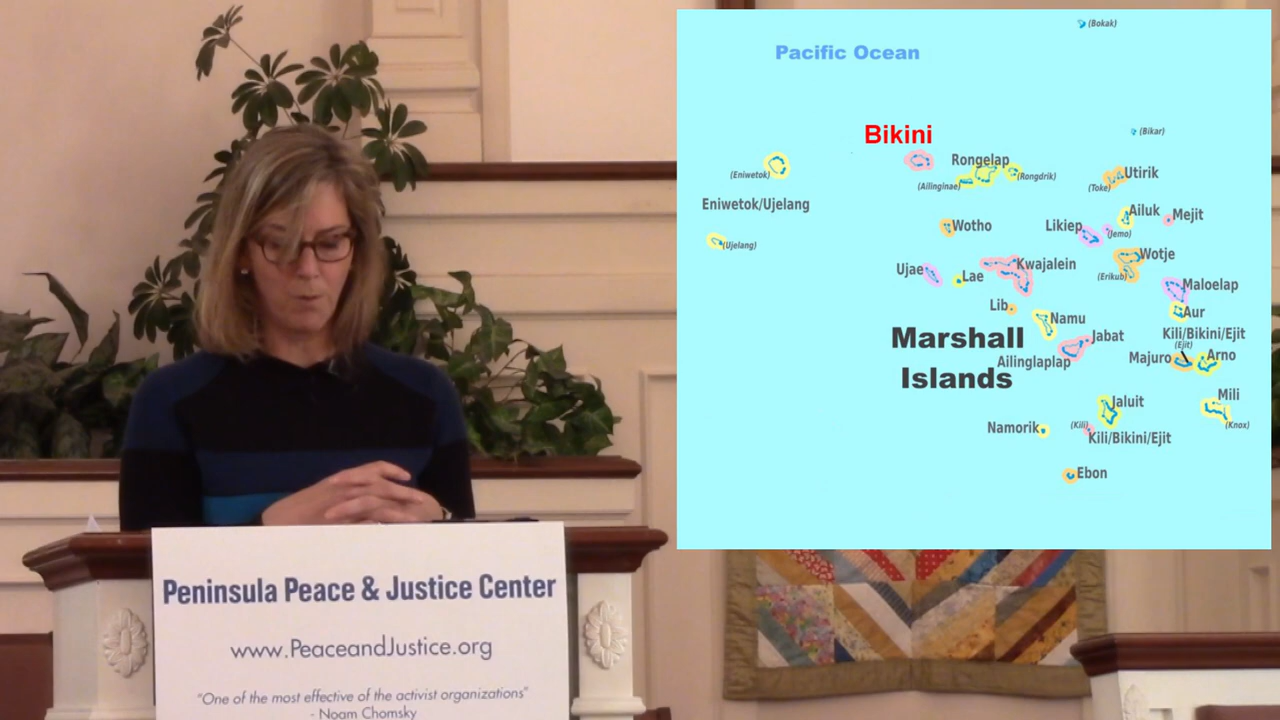 Pacific Ocean
(Bokak)
Bikini
(Bikar)
Rongelap
(Eniwetok)
(Ailinginae)
(Rongdrik)
Utirik
(Toke)
Eniwetok/Ujelang
Ailuk
Mejit
Wotho
Likiep
(Jemo)
(Ujelang)
Wotje
Ujae
Lae
Kwajalein
(Erikub)
Maloelap
Lib
Aur
Namu
Marshall
Islands
Jabat
Kili/Bikini/Ejit
(Ejit)
Ailinglaplap
Majuro
Arno
Jaluit
Mili
Namorik
(Kili)
(Knox)
Kili/Bikini/Ejit
Ebon
Peninsula Peace & Justice Center
www.PeaceandJustice.org
"One of the most effective of the activist organizations"
- Noam Chomsky